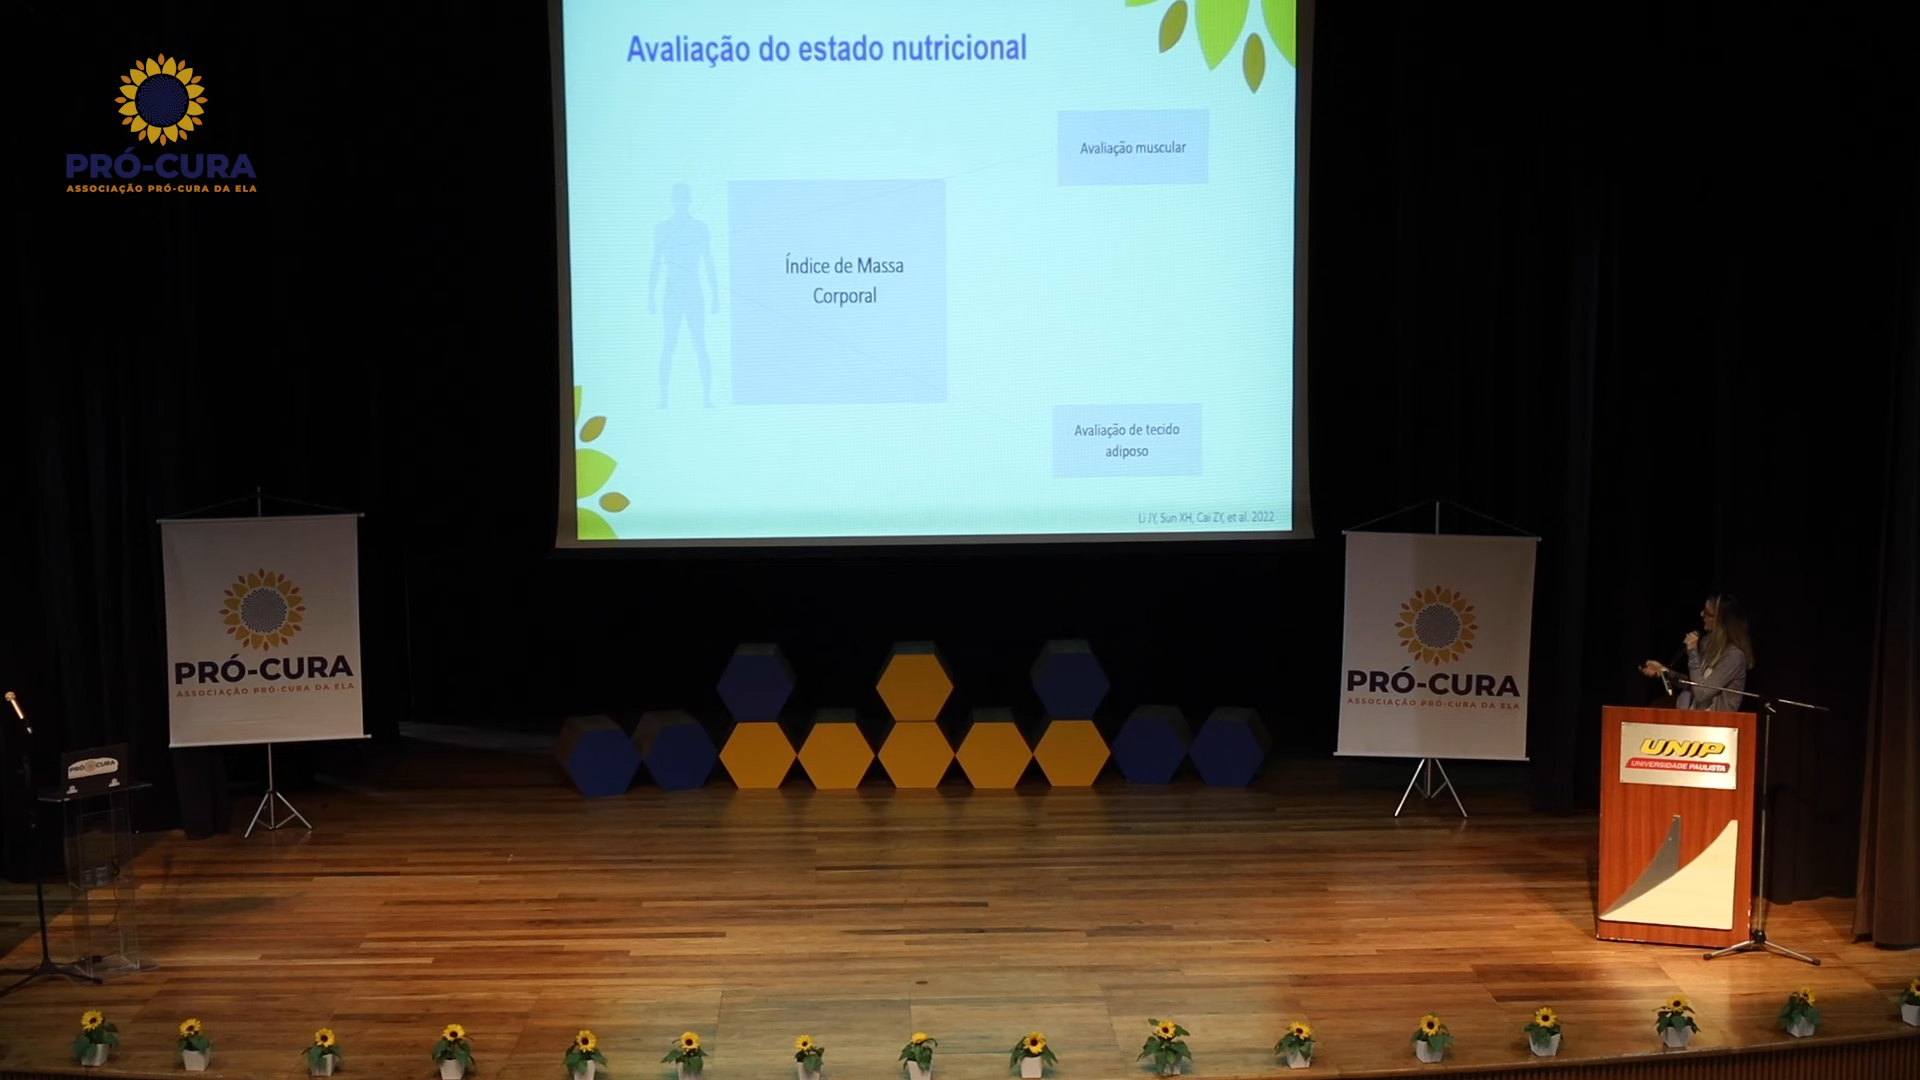 PRÓ-CURA
ASSOCIAÇÃO PRÓ-CURA DA ELA
Avaliação do estado nutricional
Avaliação muscular
Índice de Massa
Corporal
Avaliação de tecido
adiposo
Li JY, Sun XH, Cai ZY, et al. 2022
PRÓ-CURA
ASSOCIAÇÃO PRÓ-CURA DA ELA
PRÓ-CURA
ASSOCIAÇÃO PRÓ-CURA DA ELA
PRÓ-CURA
UNIP
UNIVERSIDADE PAULISTA